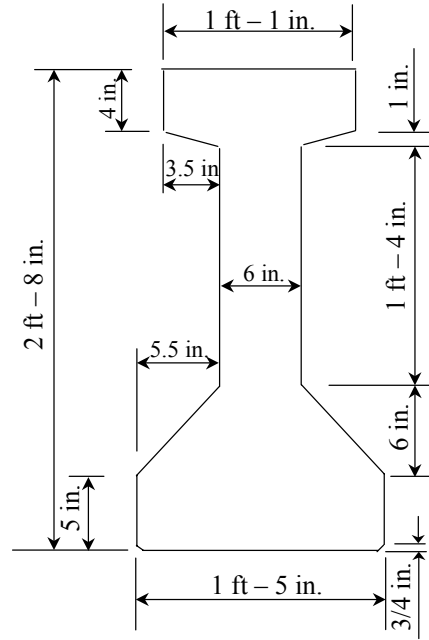 1 ft – 1 in.
4 in.
1 in.
3.5 in
2 ft – 8 in.
6 in.
1 ft – 4 in.
5.5 in.
6 in.
5 in.
1 ft – 5 in.
3/4 in.